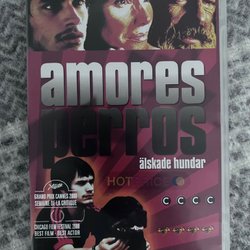 amores
perros
älskade hundar
HOT
GRAND PRIX CANNES 2000
SEMAINE DE LA CRITIQUE
CHICAGO FILM FESTIVAL 2000
BEST FILM - BEST ACTOR